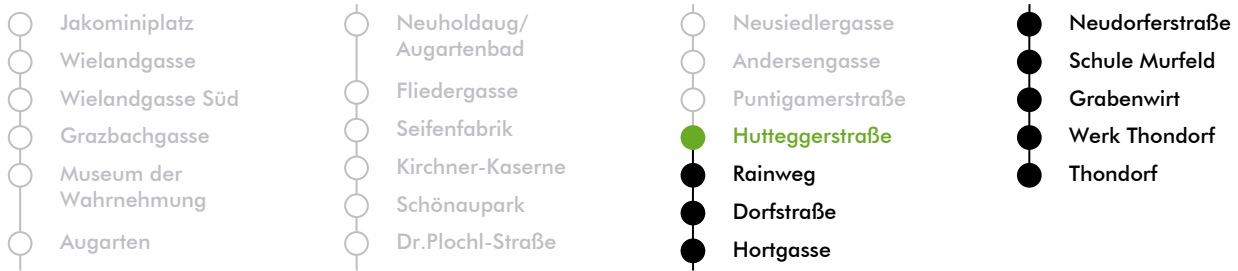 Jakominiplatz
Wielandgasse
Wielandgasse Süd
Grazbachgasse
Museum der
Wahrnehmung
Augarten
Neuholdaug/
Augartenbad
Fliedergasse
Seifenfabrik
Kirchner-Kaserne
Schönaupark
Dr.Plochl-Straße
Neusiedlergasse
Andersengasse
Puntigamerstraße
Hutteggerstraße
Rainweg
Dorfstraße
Hortgasse
Neudorferstraße
Schule Murfeld
Grabenwirt
Werk Thondorf
Thondorf